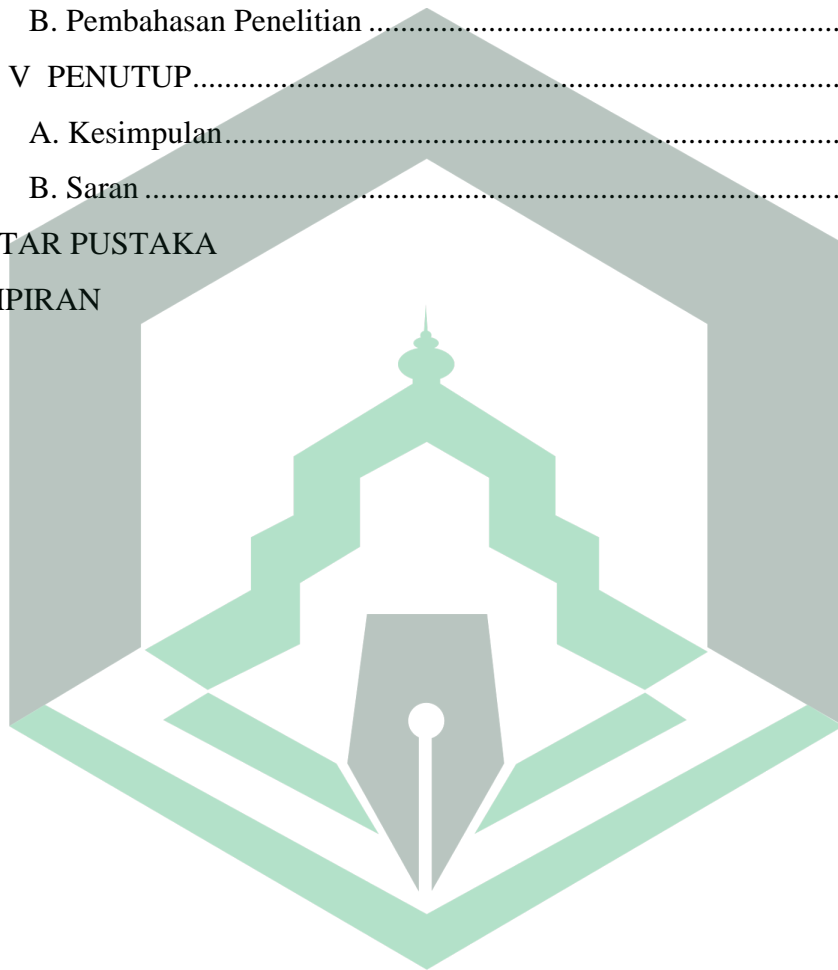 B. Pembahasan Penelitian ........................................................................
V PENUTUP..................................................................................................
A. Kesimpulan..............................................................................................
B. Saran ........................................................................................................
TAR PUSTAKA
IPIRAN